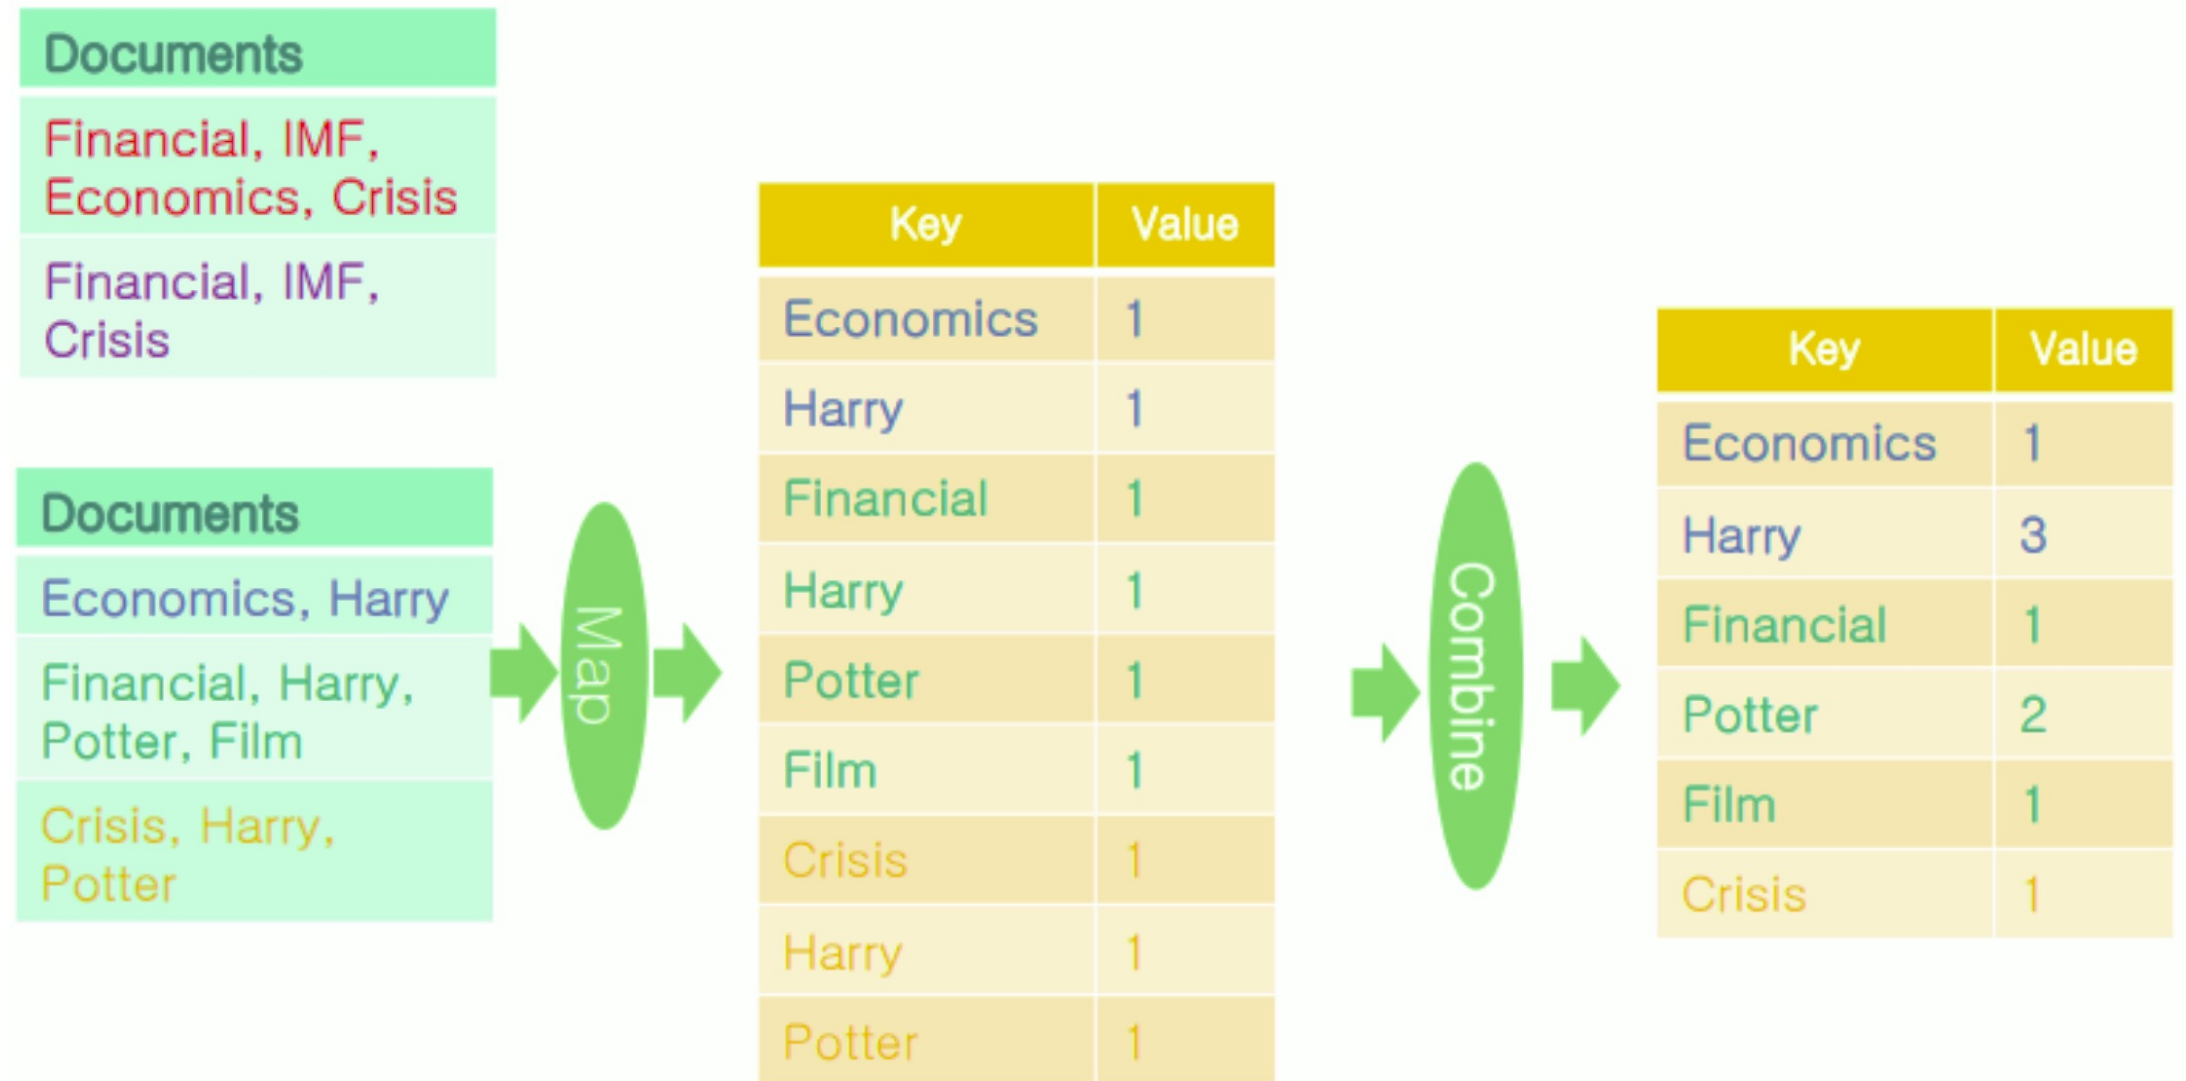 Documents
Financial, IMF,
Economics, Crisis
Financial, IMF,
Crisis
Documents
Economics, Harry
Financial, Harry,
Potter, Film
Crisis, Harry,
Potter
Map
Key Value
Economics 1
Harry 1
Financial 1
Harry 1
Potter 1
Film 1
Crisis 1
Harry 1
Potter 1
Combine
Key Value
Economics 1
Harry 3
Financial 1
Potter 2
Film 1
Crisis 1